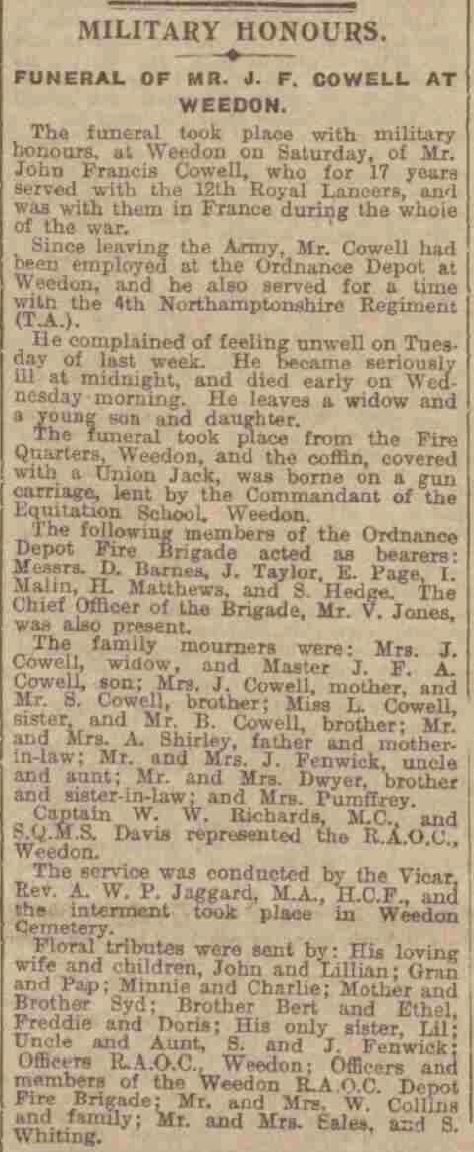 MILITARY HONOURS.
FUNERAL OF MR. J. F. COWELL AT
WEEDON.
The funeral took place with military
honours, at Weedon on Saturday, of Mr.
John Francis Cowell, who for 17 years
served with the 12th Royal Lancers, and
was with them in France during the whole
of the war.
Since leaving the Army, Mr. Cowell had
been employed at the Ordnance Depot at
Weedon, and he also served for a time
with the 4th Northamptonshire Regiment
(T.A.).
He complained of feeling unwell on Tues-
day of last week. He became seriously
ill at midnight, and died early on Wed-
nesday morning. He leaves a widow and
a young son and daughter.
The funeral took place from the Fire
Quarters, Weedon, and the coffin, covered
with a Union Jack, was borne on a gun
carriage, lent by the Commandant of the
Equitation School, Weedon.
The following members of the Ordnance
Depot Fire Brigade acted as bearers:
Messrs. D. Barnes, J. Taylor, E. Page, I.
Malin, H. Matthews, and S. Hedge. The
Chief Officer of the Brigade, Mr. V. Jones,
was also present.
The family mourners were: Mrs. J.
Cowell, widow, and Master J. F. A.
Cowell, son; Mrs. J. Cowell, mother, and
Mr. S. Cowell, brother; Miss L. Cowell,
sister, and Mr. B. Cowell, brother; Mr.
and Mrs. A. Shirley, father and mother-
in-law; Mr. and Mrs. J. Fenwick, uncle
and aunt; Mr. and Mrs. Dwyer, brother
and sister-in-law; and Mrs. Pumffrey.
Captain W. W. Richards, M.C., and
S.Q.M.S. Davis represented the R.A.O.C.,
Weedon.
The service was conducted by the Vicar,
Rev. A. W. P. Jaggard, M.A., H.C.F., and
the interment took place in Weedon
Cemetery.
Floral tributes were sent by: His loving
wife and children, John and Lillian; Gran
and Pap; Minnie and Charlie; Mother and
Brother Syd; Brother Bert and Ethel,
Freddie and Doris; His only sister, Lil;
Uncle and Aunt, S. and J. Fenwick;
Officers R.A.O.C., Weedon; Officers and
members of the Weedon R.A.O.C. Depot
Fire Brigade; Mr. and Mrs. W. Collins
and family; Mr. and Mrs. Sales, and S.
Whiting.